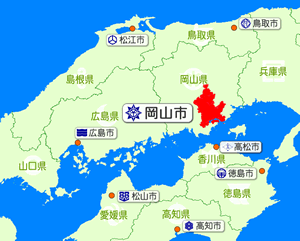 鳥取市
松江市
鳥取県
島根県
岡山県
兵庫県
広島県
岡山市
広島市
山口県
高松市
香川県
徳島市
松山市
徳島県
愛媛県
高知県
高知市